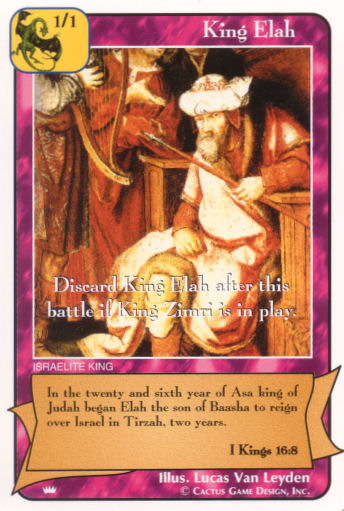 1/1
King Elah
Discard King Elah after this
battle if King Zimri is in play.
ISRAELITE KING
In the twenty and sixth year of Asa king of
Judah began Elah the son of Baasha to reign
over Israel in Tirzah, two years.
I Kings 16:8
Illus. Lucas Van Leyden
© Cactus Game Design, Inc.